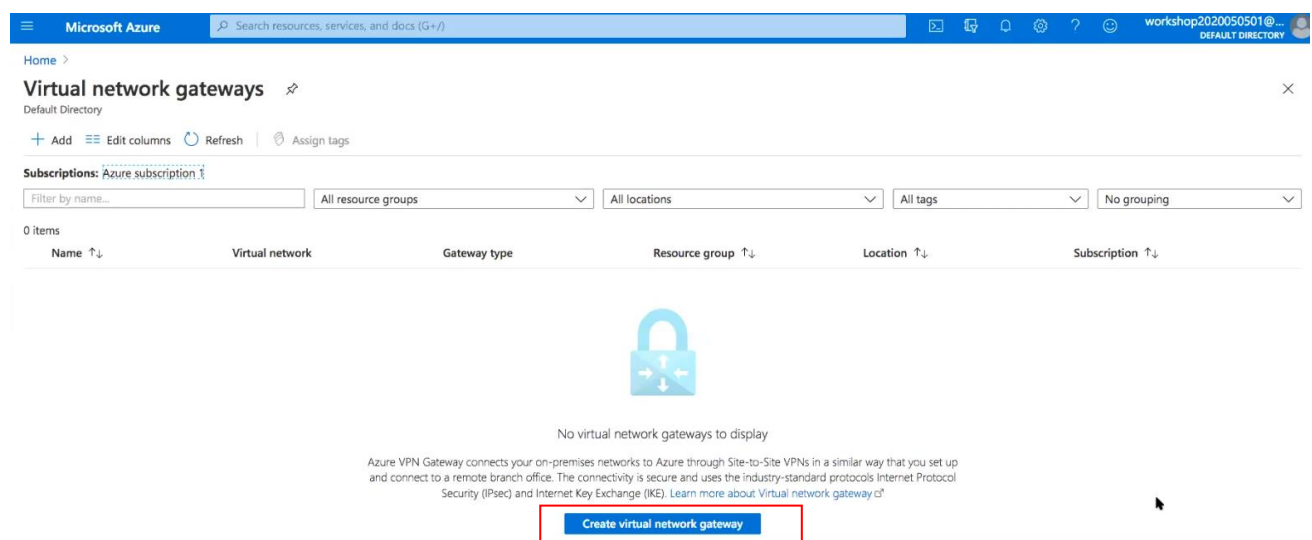 Microsoft Azure
Search resources, services, and docs (G+/)
workshop2020050501@...
DEFAULT DIRECTORY
Home >
Virtual network gateways
Default Directory
+ Add Edit columns Refresh Assign tags
Subscriptions: Azure subscription 1
Filter by name... All resource groups All locations All tags No grouping
0 items
Name ↑↓ Virtual network Gateway type Resource group ↑↓ Location ↑↓ Subscription ↑↓
No virtual network gateways to display
Azure VPN Gateway connects your on-premises networks to Azure through Site-to-Site VPNs in a similar way that you set up
and connect to a remote branch office. The connectivity is secure and uses the industry-standard protocols Internet Protocol
Security (IPsec) and Internet Key Exchange (IKE). Learn more about Virtual network gateway
Create virtual network gateway